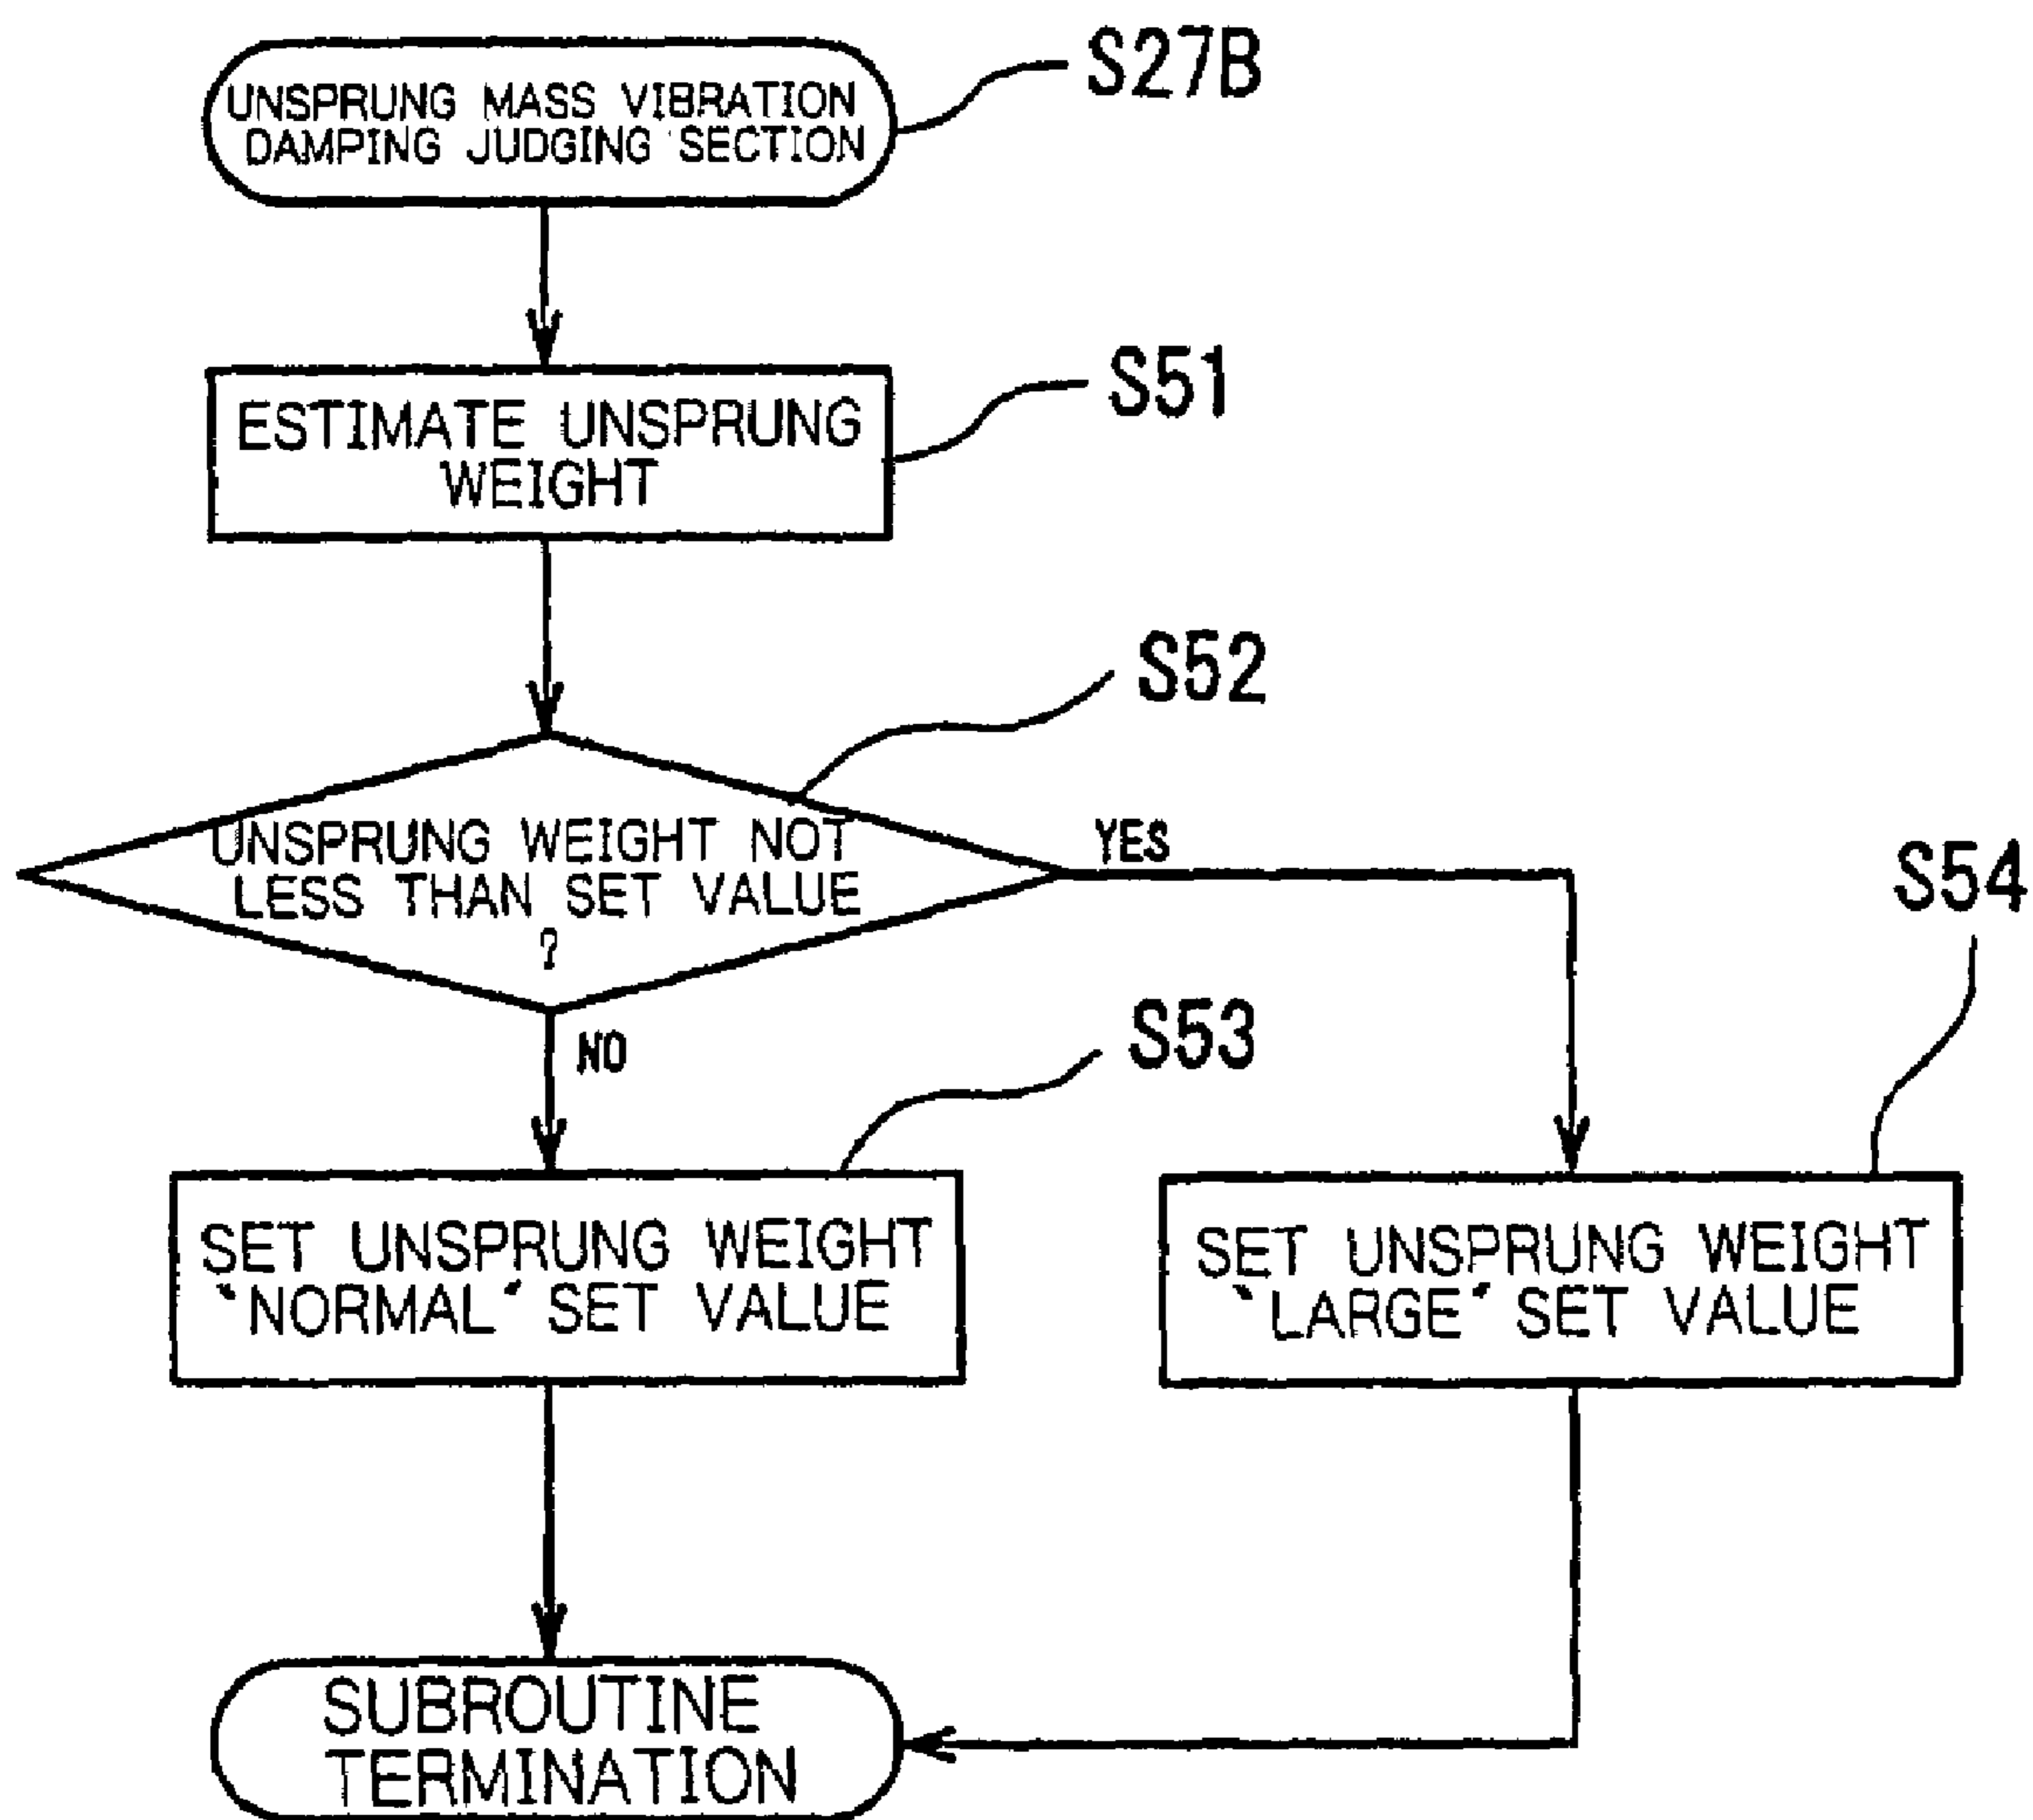 UNSPRUNG MASS VIBRATION
DAMPING JUDGING SECTION
S27B
ESTIMATE UNSPRUNG
WEIGHT
S51
S52
UNSPRUNG WEIGHT NOT
LESS THAN SET VALUE
?
YES
NO
S53
S54
SET UNSPRUNG WEIGHT
‘NORMAL’ SET VALUE
SET UNSPRUNG WEIGHT
‘LARGE’ SET VALUE
SUBROUTINE
TERMINATION